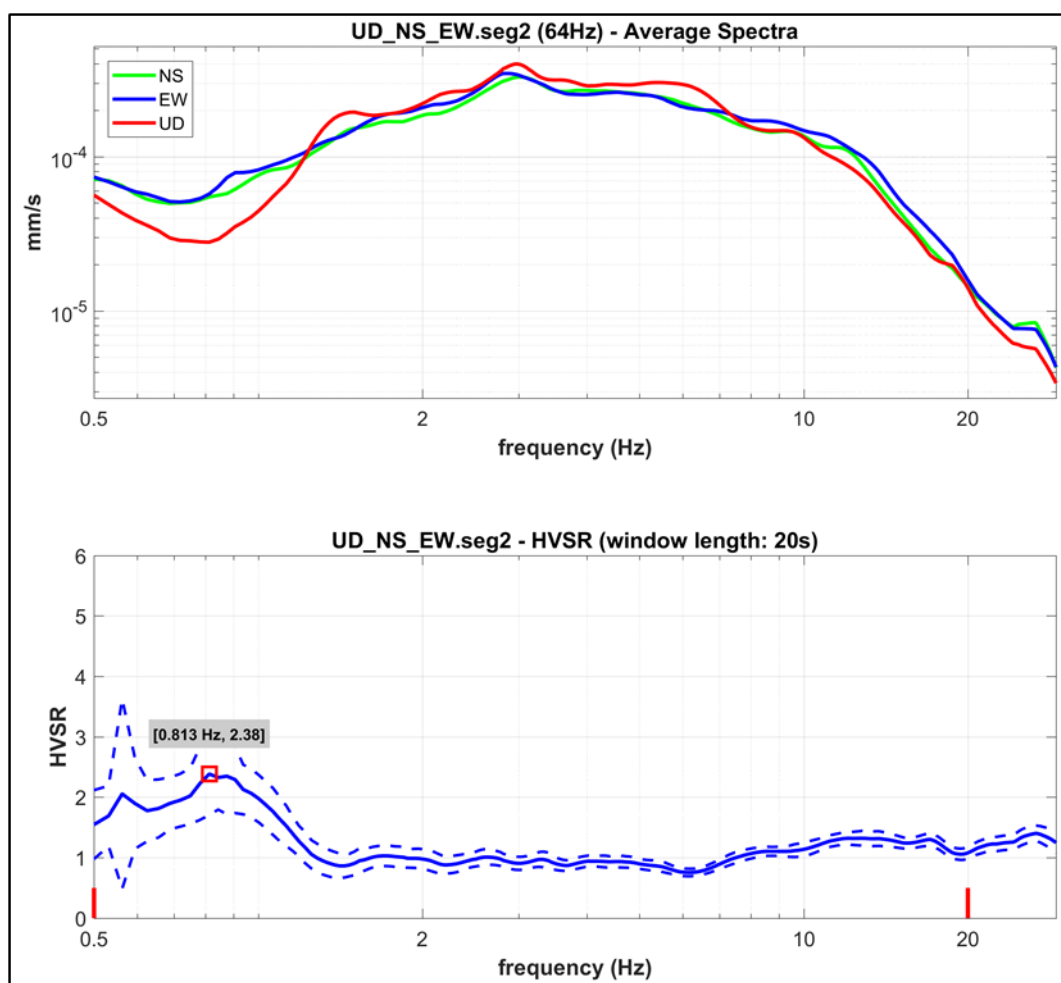 UD_NS_EW.seg2 (64Hz) - Average Spectra
NS
EW
UD
10-4
10-5
mm/s
0.5
2
10
20
frequency (Hz)
UD_NS_EW.seg2 - HVSR (window length: 20s)
6
5
4
3
2
1
0
HVSR
[0.813 Hz, 2.38]
0.5
2
10
20
frequency (Hz)